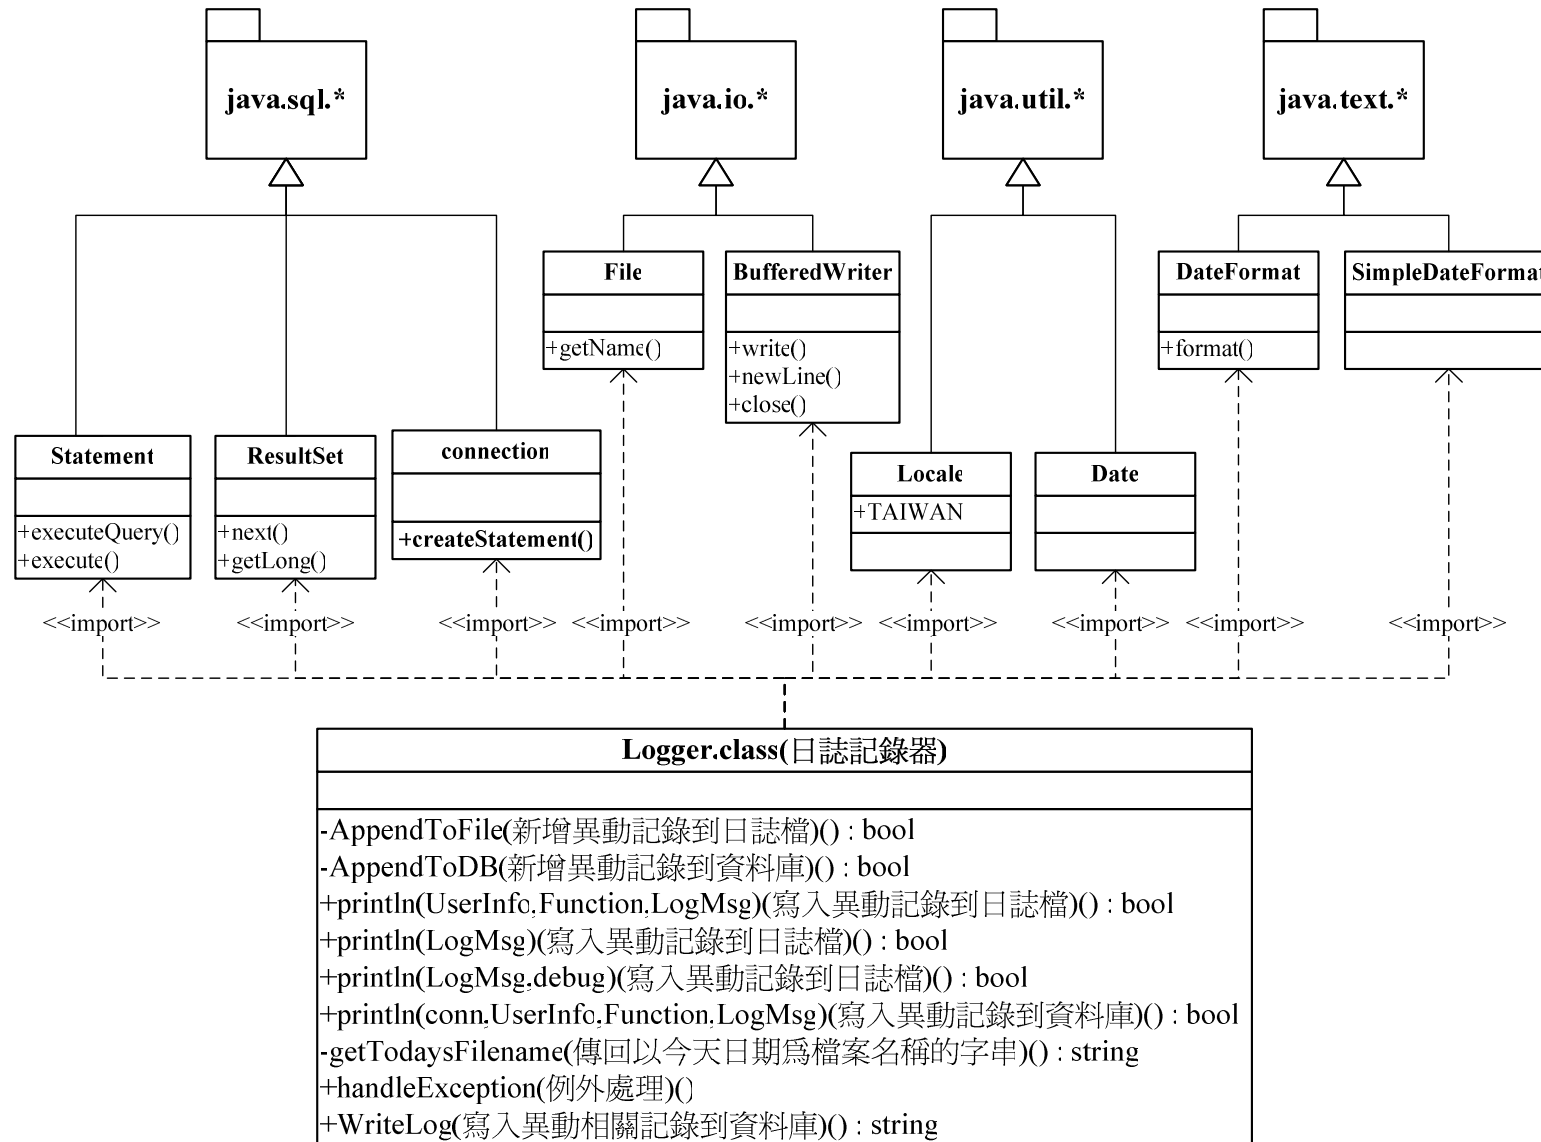 java.sql.*
java.io.*
java.util.*
java.text.*
File
+getName()
BufferedWriter
+write()
+newLine()
+close()
DateFormat
+format()
SimpleDateFormat
Statement
+executeQuery()
+execute()
ResultSet
+next()
+getLong()
connection
+createStatement()
Locale
+TAIWAN
Date
<<import>>
<<import>>
<<import>>
<<import>>
<<import>>
<<import>>
<<import>>
<<import>>
<<import>>
Logger.class(日誌記錄器)
-AppendToFile(新增異動記錄到日誌檔)() : bool
-AppendToDB(新增異動記錄到資料庫)() : bool
+println(UserInfo,Function,LogMsg)(寫入異動記錄到日誌檔)() : bool
+println(LogMsg)(寫入異動記錄到日誌檔)() : bool
+println(LogMsg,debug)(寫入異動記錄到日誌檔)() : bool
+println(conn,UserInfo,Function,LogMsg)(寫入異動記錄到資料庫)() : bool
-getTodaysFilename(傳回以今天日期為檔案名稱的字串)() : string
+handleException(例外處理)()
+WriteLog(寫入異動相關記錄到資料庫)() : string